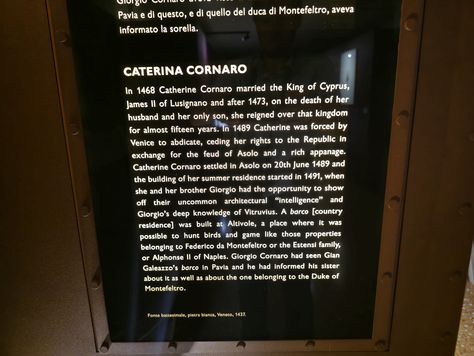 Pavia e di questo, e di quello del duca di Montefeltro, aveva
informato la sorella.
CATERINA CORNARO
In 1468 Catherine Cornaro married the King of Cyprus,
James II of Lusignano and after 1473, on the death of her
husband and her only son, she reigned over that kingdom
for almost fifteen years. In 1489 Catherine was forced by
Venice to abdicate, ceding her rights to the Republic in
exchange for the feud of Asolo and a rich appanage.
Catherine Cornaro settled in Asolo on 20th June 1489 and
the building of her summer residence started in 1491, when
she and her brother Giorgio had the opportunity to show
off their uncommon architectural “intelligence” and
Giorgio's deep knowledge of Vitruvius. A barco [country
residence] was built at Altivole, a place where it was
possible to hunt birds and game like those properties
belonging to Federico da Montefeltro or the Estensi family,
or Alphonse II of Naples. Giorgio Cornaro had seen Gian
Galeazzo's barco in Pavia and he had informed his sister
about it as well as about the one belonging to the Duke of
Montefeltro.
Fonte battesimale, pietra bianca, Veneto, 1437.